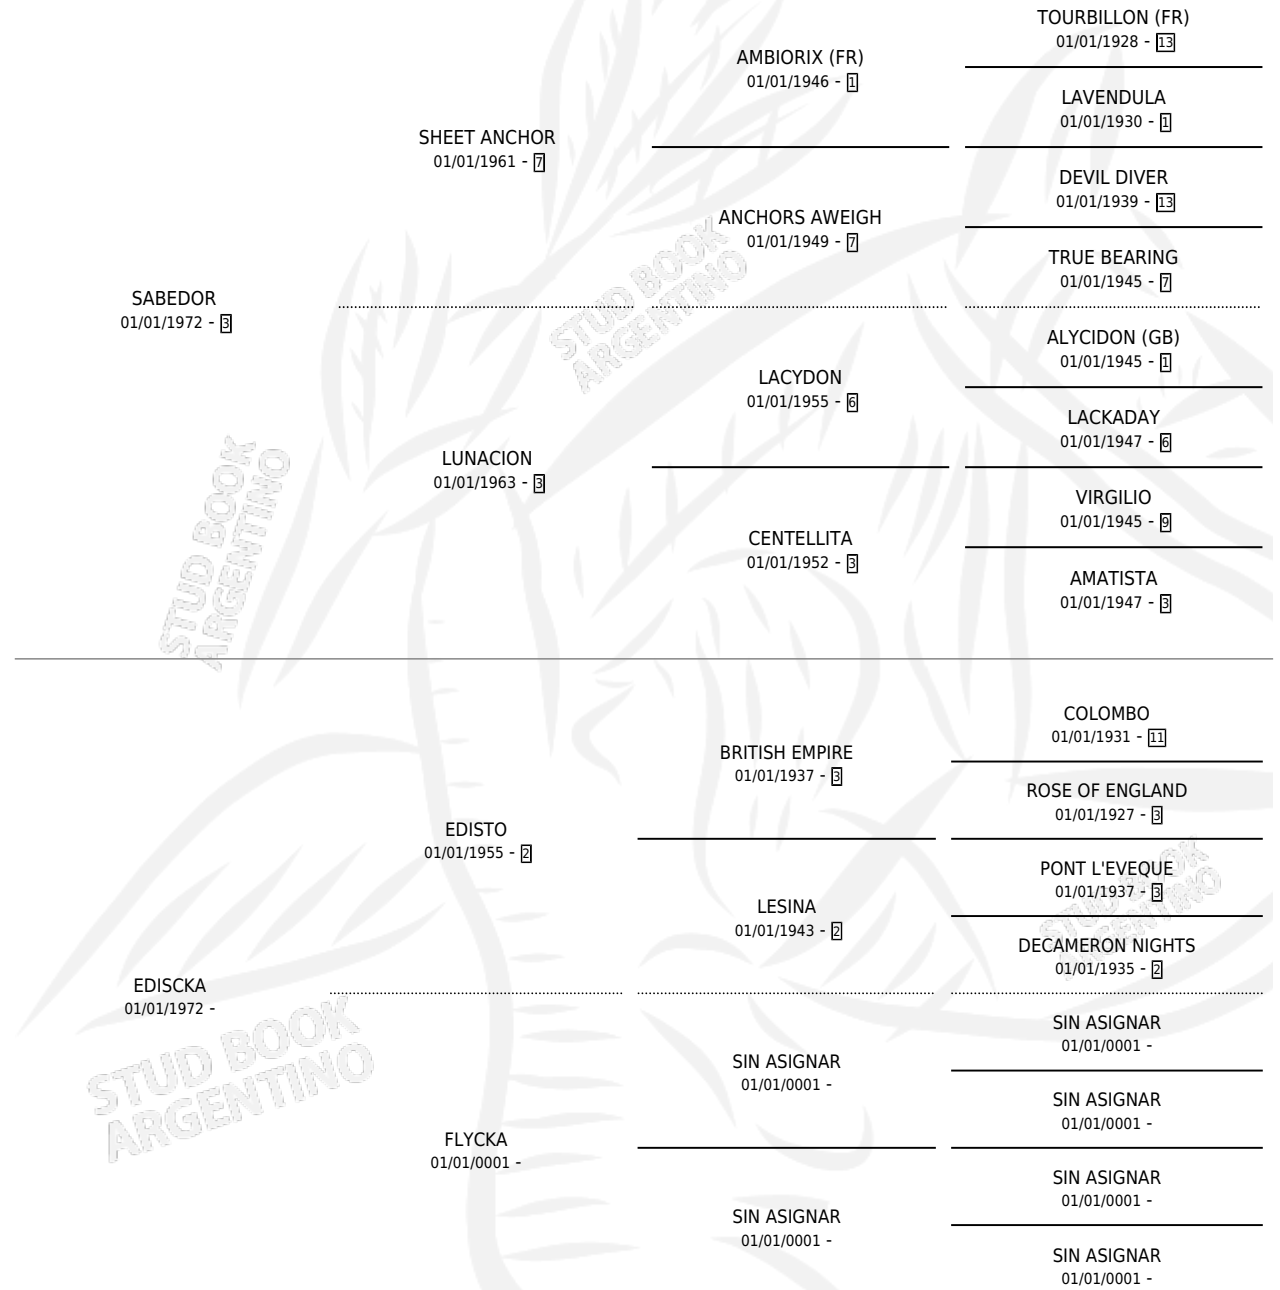 TOURBILLON (FR)
01/01/1928 - 13
AMBIORIX (FR)
01/01/1946 - 1
LAVENDULA
01/01/1930 - 1
SHEET ANCHOR
01/01/1961 - 7
DEVIL DIVER
01/01/1939 - 13
ANCHORS AWEIGH
01/01/1949 - 7
TRUE BEARING
01/01/1945 - 7
SABEDOR
01/01/1972 - 3
STUD BOOK
ARGENTINO
ALYCIDON (GB)
01/01/1945 - 1
LACYDON
01/01/1955 - 6
LACKADAY
01/01/1947 - 6
LUNACION
01/01/1963 - 3
STUD BOOK
ARGENTINO
VIRGILIO
01/01/1945 - 9
CENTELLITA
01/01/1952 - 3
AMATISTA
01/01/1947 - 3
COLOMBO
01/01/1931 - 11
BRITISH EMPIRE
01/01/1937 - 3
ROSE OF ENGLAND
01/01/1927 - 3
EDISTO
01/01/1955 - 2
PONT L'EVEQUE
01/01/1937 - 3
STUD BOOK
ARGENTINO
LESINA
01/01/1943 - 2
DECAMERON NIGHTS
01/01/1935 - 2
EDISCKA
01/01/1972 -
STUD BOOK
ARGENTINO
SIN ASIGNAR
01/01/0001 -
SIN ASIGNAR
01/01/0001 -
SIN ASIGNAR
01/01/0001 -
FLYCKA
01/01/0001 -
SIN ASIGNAR
01/01/0001 -
SIN ASIGNAR
01/01/0001 -
SIN ASIGNAR
01/01/0001 -